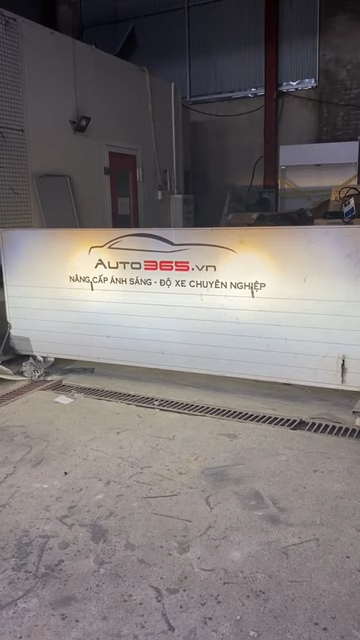 AUTO365.vn
NÂNG CẤP ÁNH SÁNG - ĐỘ XE CHUYÊN NGHIỆP